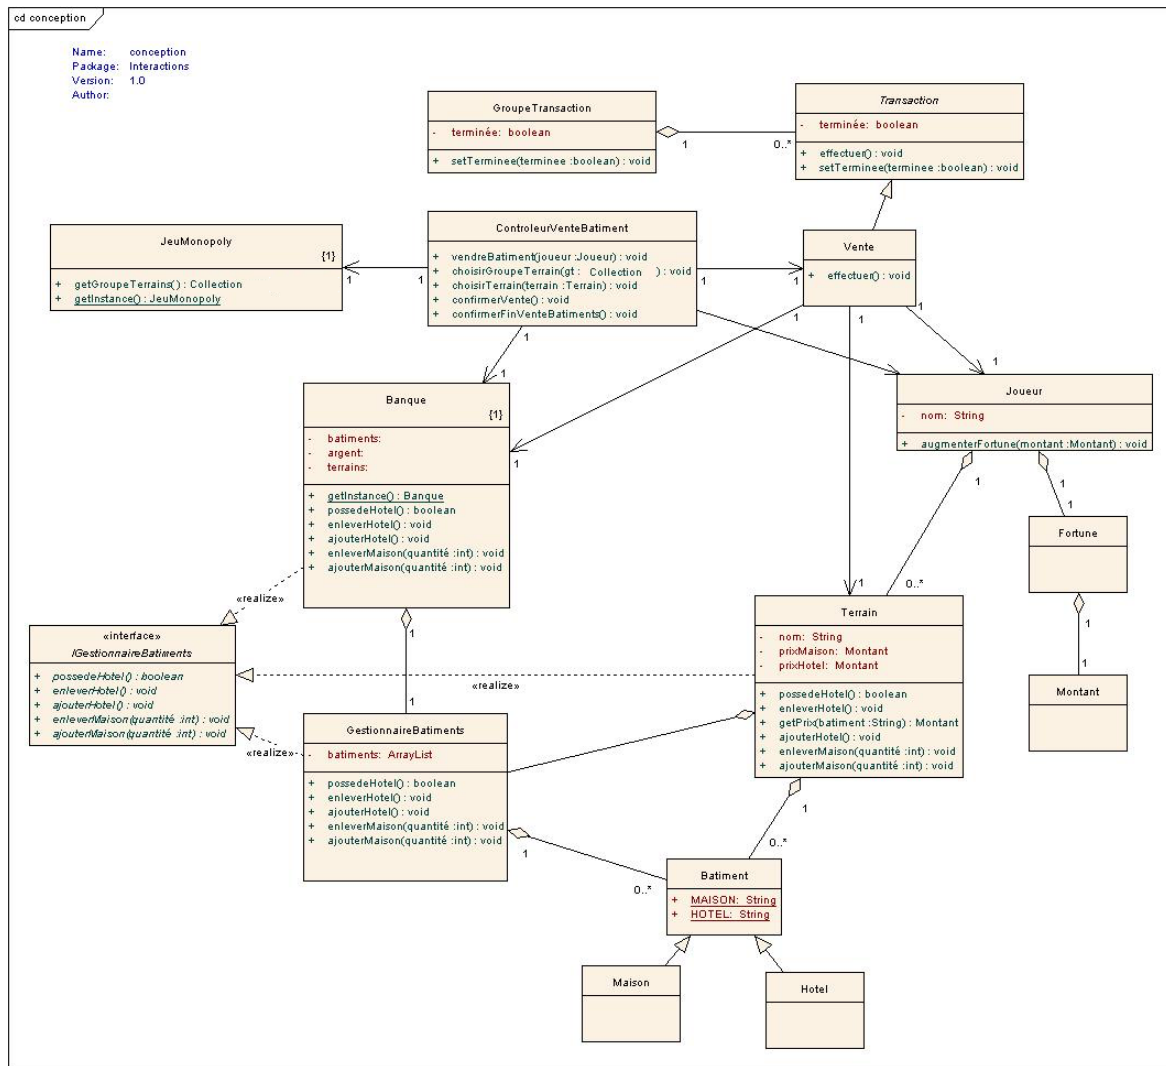 cd conception
Name: conception
Package: Interactions
Version: 1.0
Author:
GroupeTransaction
- terminée: boolean
+ setTerminee(terminee :boolean) : void
1
0..*
Transaction
- terminée: boolean
+ effectuer() : void
+ setTerminee(terminee :boolean) : void
JeuMonopoly
{1}
+ getGroupeTerrains() : Collection
+ getInstance() : JeuMonopoly
1
1
ControleurVenteBatiment
+ vendreBatiment(joueur :Joueur) : void
+ choisirGroupeTerrain(gt : Collection ) : void
+ choisirTerrain(terrain :Terrain) : void
+ confirmerVente() : void
+ confirmerFinVenteBatiments() : void
1
1
Vente
+ effectuer() : void
1
1
1
1
1
1
Banque
{1}
- batiments:
- argent:
- terrains:
+ getInstance() : Banque
+ possedeHotel() : boolean
+ enleverHotel() : void
+ ajouterHotel() : void
+ enleverMaison(quantité :int) : void
+ ajouterMaison(quantité :int) : void
1
Joueur
- nom: String
+ augmenterFortune(montant :Montant) : void
1
1
1
0..*
1
Fortune
1
1
Montant
«realize»
1
1
«interface»
IGestionnaireBatiments
+ possedeHotel() : boolean
+ enleverHotel() : void
+ ajouterHotel() : void
+ enleverMaison(quantité :int) : void
+ ajouterMaison(quantité :int) : void
«realize»
«realize»
Terrain
- nom: String
- prixMaison: Montant
- prixHotel: Montant
+ possedeHotel() : boolean
+ enleverHotel() : void
+ getPrix(batiment :String) : Montant
+ ajouterHotel() : void
+ enleverMaison(quantité :int) : void
+ ajouterMaison(quantité :int) : void
GestionnaireBatiments
- batiments: ArrayList
+ possedeHotel() : boolean
+ enleverHotel() : void
+ ajouterHotel() : void
+ enleverMaison(quantité :int) : void
+ ajouterMaison(quantité :int) : void
1
0..*
1
0..*
Batiment
+ MAISON: String
+ HOTEL: String
Maison
Hotel